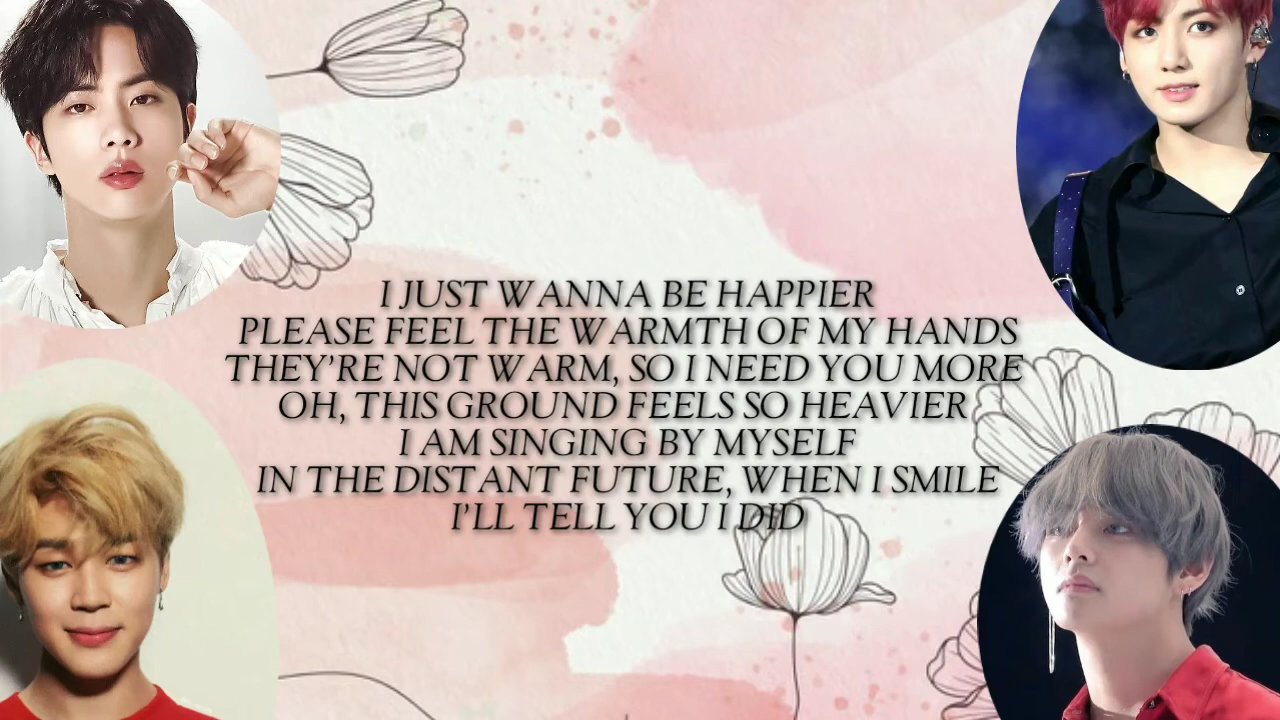 I JUST WANNA BE HAPPIER
PLEASE FEEL THE WARMTH OF MY HANDS
THEY'RE NOT WARM, SO I NEED YOU MORE
OH, THIS GROUND FEELS SO HEAVIER
I AM SINGING BY MYSELF
IN THE DISTANT FUTURE, WHEN I SMILE
I'LL TELL YOU I DID